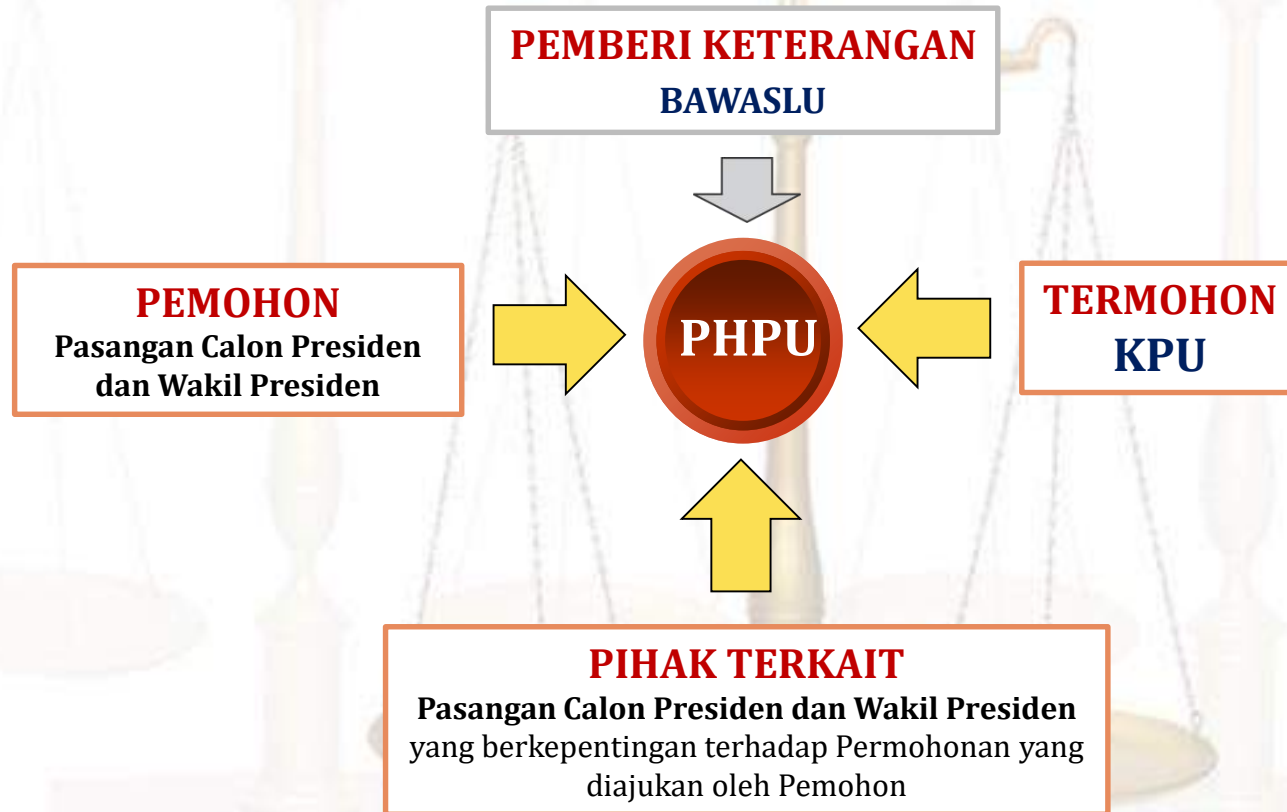 PEMBERI KETERANGAN
BAWASLU
PEMOHON
Pasangan Calon Presiden
dan Wakil Presiden
PHPU
TERMOHON
KPU
PIHAK TERKAIT
Pasangan Calon Presiden dan Wakil Presiden
yang berkepentingan terhadap Permohonan yang
diajukan oleh Pemohon